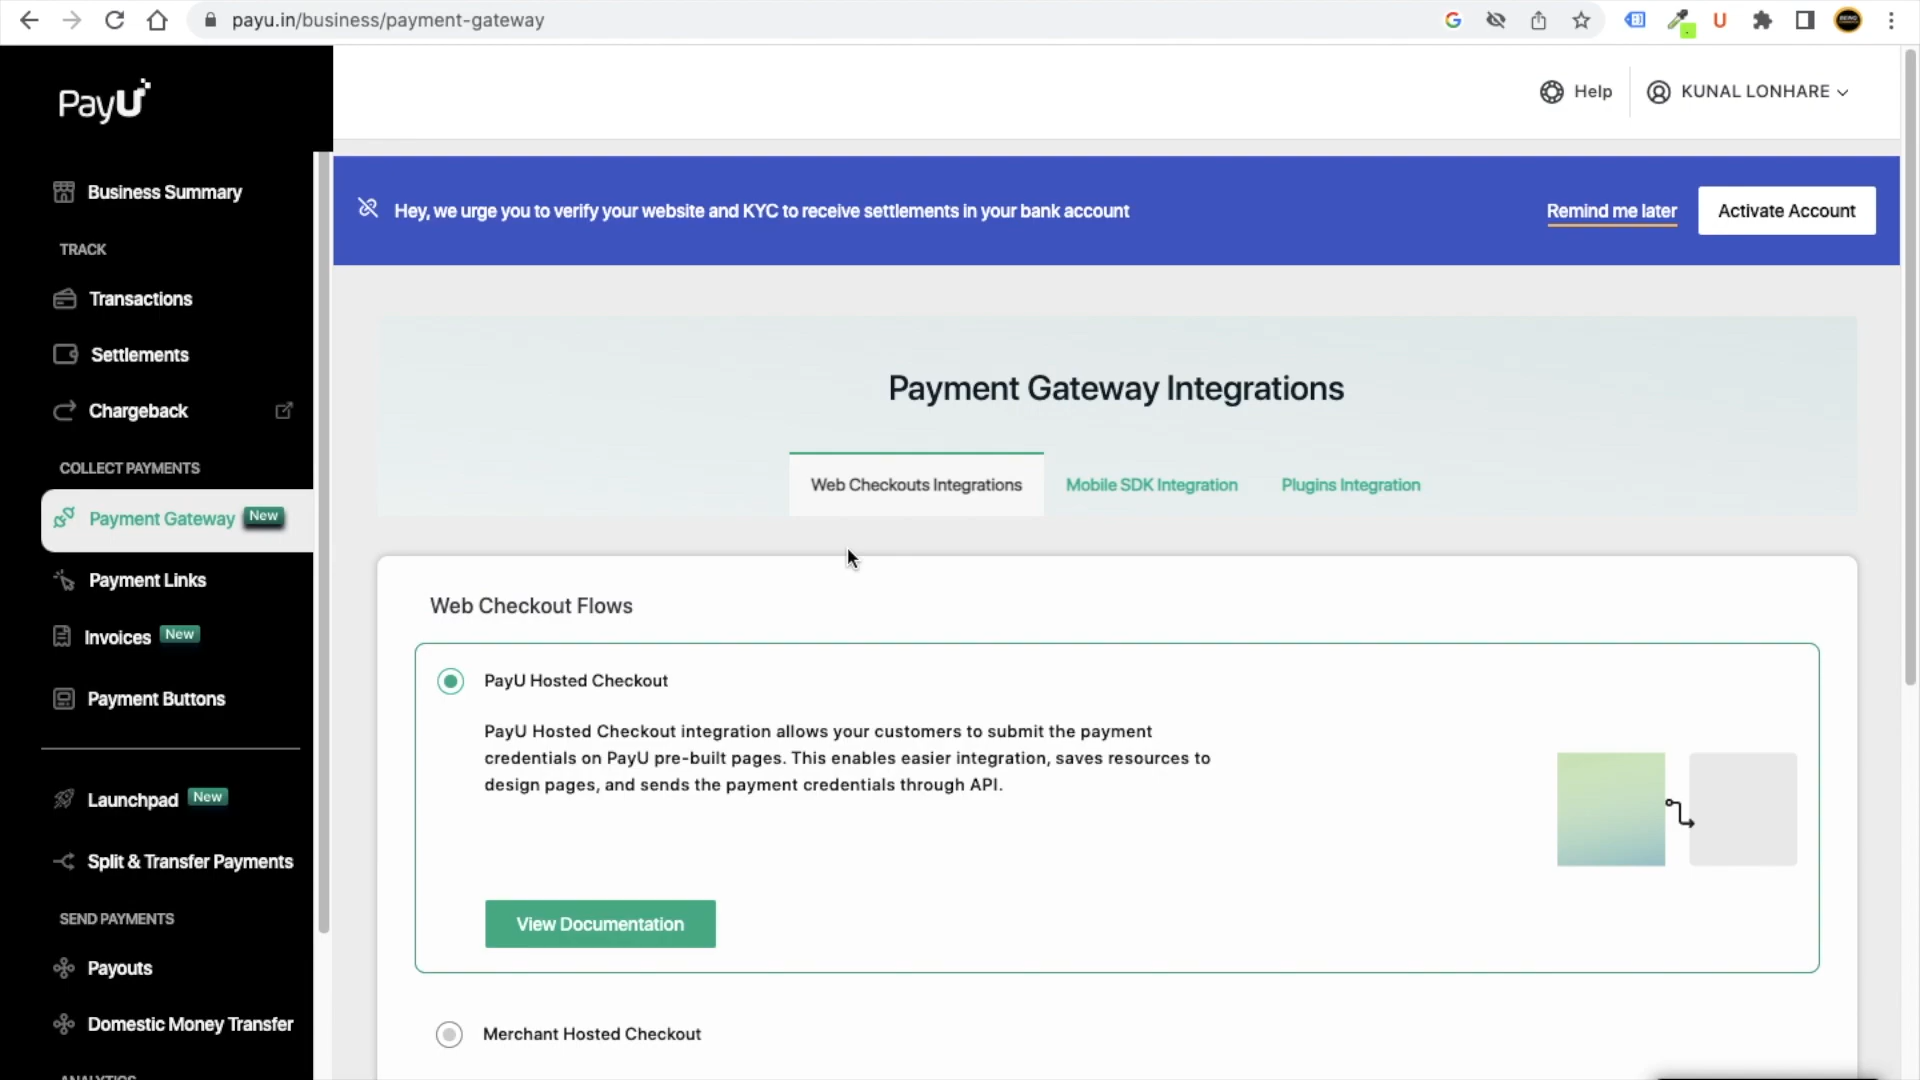 payu.in/business/payment-gateway
PayU
Help
KUNAL LONHARE
Business Summary
Hey, we urge you to verify your website and KYC to receive settlements in your bank account
Remind me later
Activate Account
TRACK
Transactions
Settlements
Chargeback
COLLECT PAYMENTS
Payment Gateway New
Payment Links
Invoices New
Payment Buttons
Launchpad New
Split & Transfer Payments
SEND PAYMENTS
Payouts
Domestic Money Transfer
ANALYTICS
Payment Gateway Integrations
Web Checkouts Integrations
Mobile SDK Integration
Plugins Integration
Web Checkout Flows
PayU Hosted Checkout
PayU Hosted Checkout integration allows your customers to submit the payment
credentials on PayU pre-built pages. This enables easier integration, saves resources to
design pages, and sends the payment credentials through API.
View Documentation
Merchant Hosted Checkout